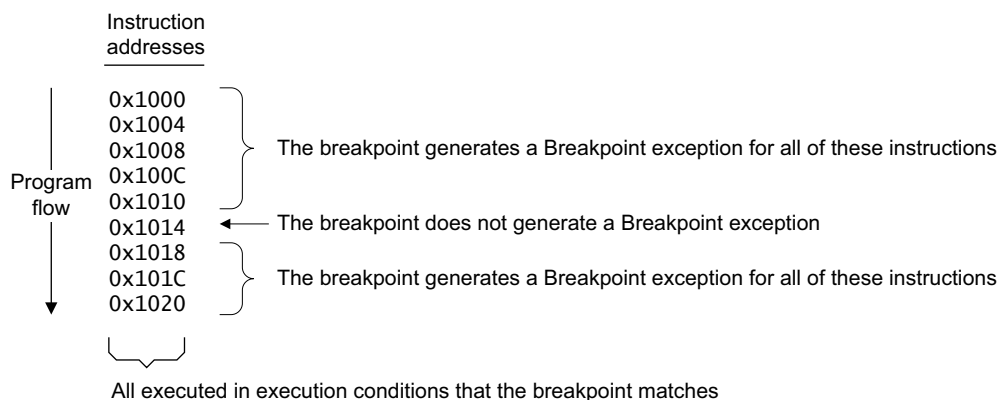 Instruction
addresses
0x1000
0x1004
0x1008
The breakpoint generates a Breakpoint exception for all of these instructions
0x100C
Program
flow
0x1010
0x1014
The breakpoint does not generate a Breakpoint exception
0x1018
0x101C
The breakpoint generates a Breakpoint exception for all of these instructions
0x1020
All executed in execution conditions that the breakpoint matches